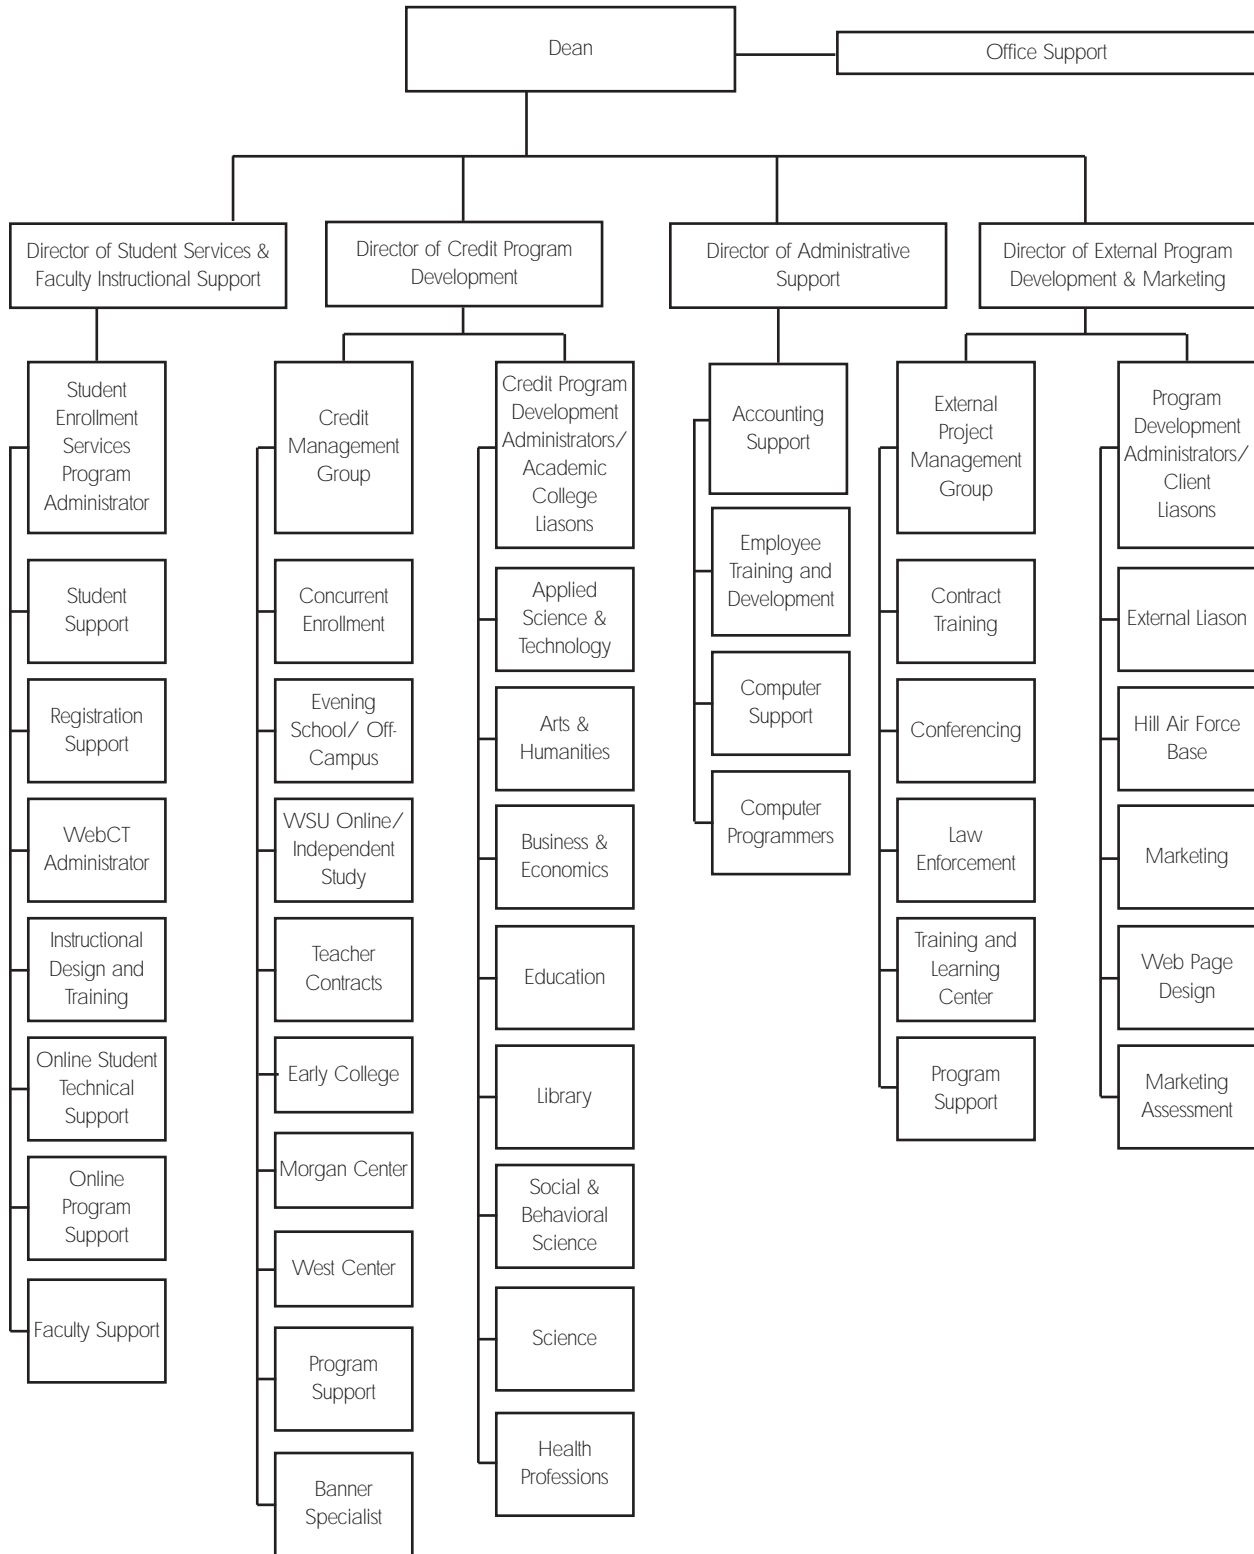 Dean
Office Support
Director of Student Services &
Faculty Instructional Support
Director of Credit Program
Development
Director of Administrative
Support
Director of External Program
Development & Marketing
Student
Enrollment
Services
Program
Administrator
Student
Support
Registration
Support
WebCT
Administrator
Instructional
Design and
Training
Online Student
Technical
Support
Online
Program
Support
Faculty Support
Credit
Management
Group
Concurrent
Enrollment
Evening
School/ Off-
Campus
WSU Online/
Independent
Study
Teacher
Contracts
Early College
Morgan Center
West Center
Program
Support
Banner
Specialist
Credit Program
Development
Administrators/
Academic
College
Liasons
Applied
Science &
Technology
Arts &
Humanities
Business &
Economics
Education
Library
Social &
Behavioral
Science
Science
Health
Professions
Accounting
Support
Employee
Training and
Development
Computer
Support
Computer
Programmers
External
Project
Management
Group
Contract
Training
Conferencing
Law
Enforcement
Training and
Learning
Center
Program
Support
Program
Development
Administrators/
Client
Liasons
External Liason
Hill Air Force
Base
Marketing
Web Page
Design
Marketing
Assessment